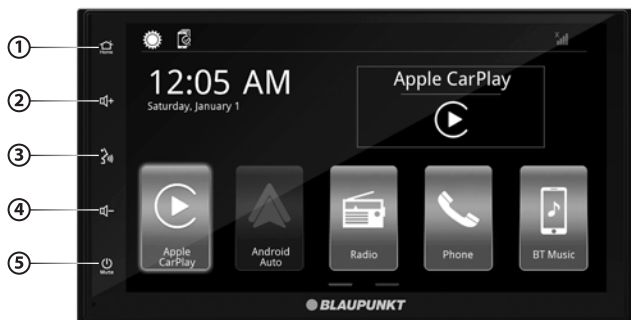 1
Home
2
3
4
5
Mute
X
12:05 AM
Saturday, January 1
Apple CarPlay
Apple
CarPlay
Android
Auto
Radio
Phone
BT Music
BLAUPUNKT